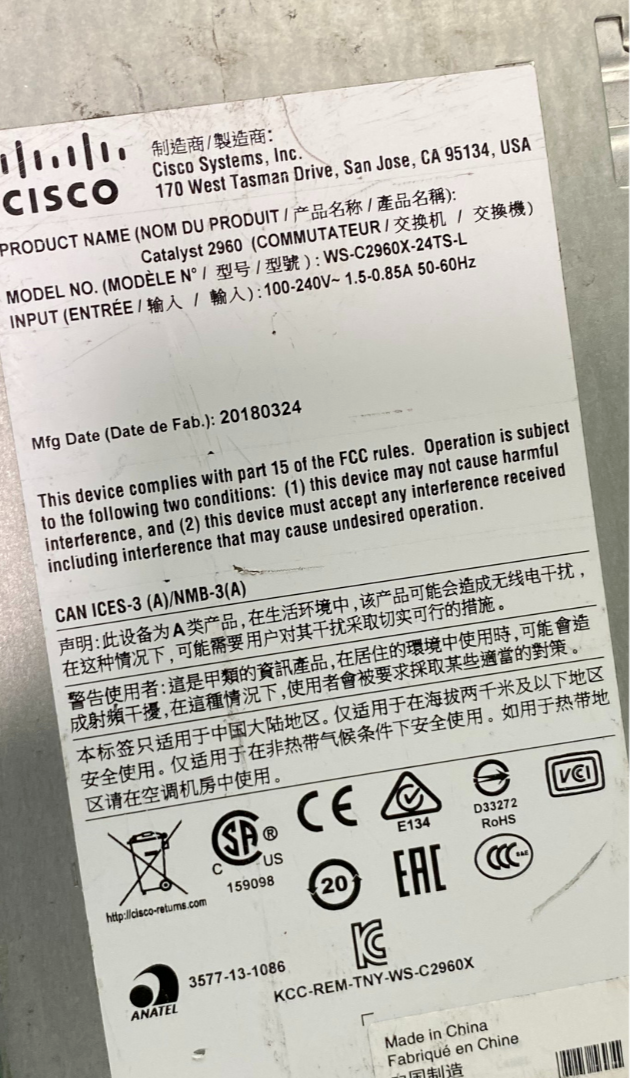 制造商/製造商:
Cisco Systems, Inc.
170 West Tasman Drive, San Jose, CA 95134, USA
CISCO
PRODUCT NAME (NOM DU PRODUIT / 产品名称 / 產品名稱):
Catalyst 2960 (COMMUTATEUR / 交换机 / 交換機)
MODEL NO. (MODÈLE N° / 型号 / 型號): WS-C2960X-24TS-L
INPUT (ENTRÉE / 输入 / 輸入): 100-240V~ 1.5-0.85A 50-60Hz
Mfg Date (Date de Fab.): 20180324
This device complies with part 15 of the FCC rules. Operation is subject
to the following two conditions: (1) this device may not cause harmful
interference, and (2) this device must accept any interference received
including interference that may cause undesired operation.
CAN ICES-3 (A)/NMB-3(A)
声明:此设备为A类产品,在生活环境中,该产品可能会造成无线电干扰,
在这种情况下,可能需要用户对其干扰采取切实可行的措施。
警告使用者:這是甲類的資訊產品,在居住的環境中使用時,可能會造
成射頻干擾,在這種情況下,使用者會被要求採取某些適當的對策。
本标签只适用于中国大陆地区。仅适用于在海拔两千米及以下地区
安全使用。仅适用于在非热带气候条件下安全使用。如用于热带地
区请在空调机房中使用。
http://cisco-returns.com
C SA ® US
159098
CE
E134
D33272
RoHS
VCI
20
EAC
CCC S&E
ANATEL
3577-13-1086
KC
KCC-REM-TNY-WS-C2960X
Made in China
Fabriqué en Chine
中国制造